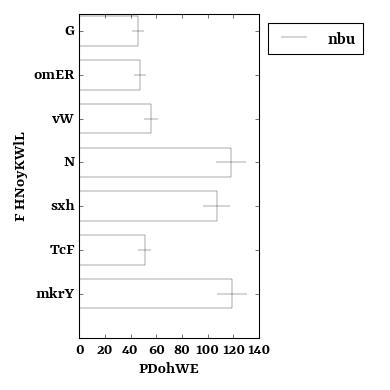 nbu
G
omER
vW
N
sxh
TcF
mkrY
F HNoyKWlL
0 20 40 60 80 100 120 140
PDohWE